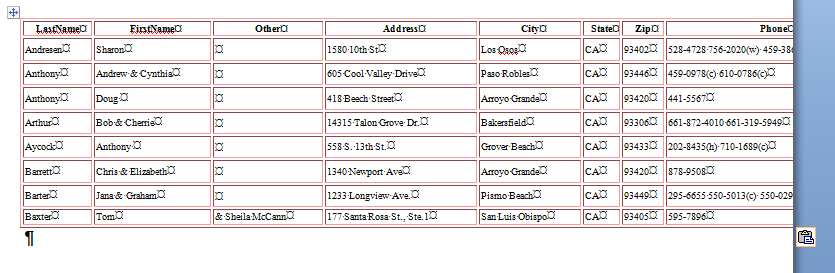 LastName FirstName Other Address City State Zip Phone
Andresen Sharon 1580 10th St Los Osos CA 93402 528-4728 756-2020(w) 459-38
Anthony Andrew & Cynthia 605 Cool Valley Drive Paso Robles CA 93446 459-0978(c) 610-0786(c)
Anthony Doug 418 Beech Street Arroyo Grande CA 93420 441-5567
Arthur Bob & Cherrie 14315 Talon Grove Dr. Bakersfield CA 93306 661-872-4010 661-319-5949
Aycock Anthony 558 S. 13th St. Grover Beach CA 93433 202-8435(h) 710-1689(c)
Barrett Chris & Elizabeth 1340 Newport Ave Arroyo Grande CA 93420 878-9508
Barter Jana & Graham 1233 Longview Ave. Pismo Beach CA 93449 295-6655 550-5013(c) 550-029
Baxter Tom & Sheila McCann 177 Santa Rosa St., Ste.1 San Luis Obispo CA 93405 595-7896
¶